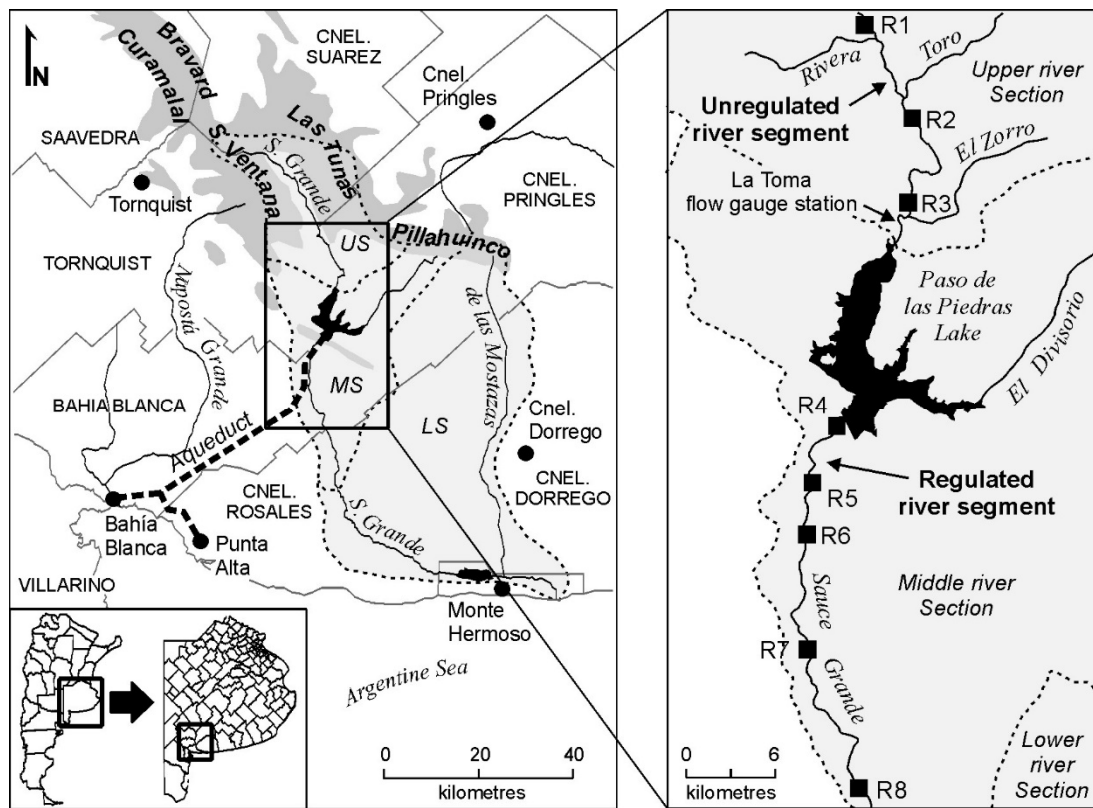 N
Bravard
Curamalal
CNEL.
SUAREZ
Cnel.
Pringles
SAAVEDRA
S. Ventana
Las Tunas
S. Grande
Tornquist
CNEL.
PRINGLES
US
Pillahuinco
TORNQUIST
Napostá Grande
de las Mostazas
MS
LS
BAHIA BLANCA
Aqueduct
Cnel.
Dorrego
CNEL.
ROSALES
CNEL.
DORREGO
Bahía
Blanca
Punta
Alta
S. Grande
VILLARINO
Monte
Hermoso
Argentine Sea
0 20 40
kilometres
R1
Rivera
Toro
Upper river
Section
Unregulated
river segment
R2
El Zorro
La Toma
flow gauge station
R3
Paso de
las Piedras
Lake
El Divisorio
R4
Regulated
river segment
R5
R6
Sauce
Grande
Middle river
Section
R7
0 6
kilometres
Lower
river
Section
R8